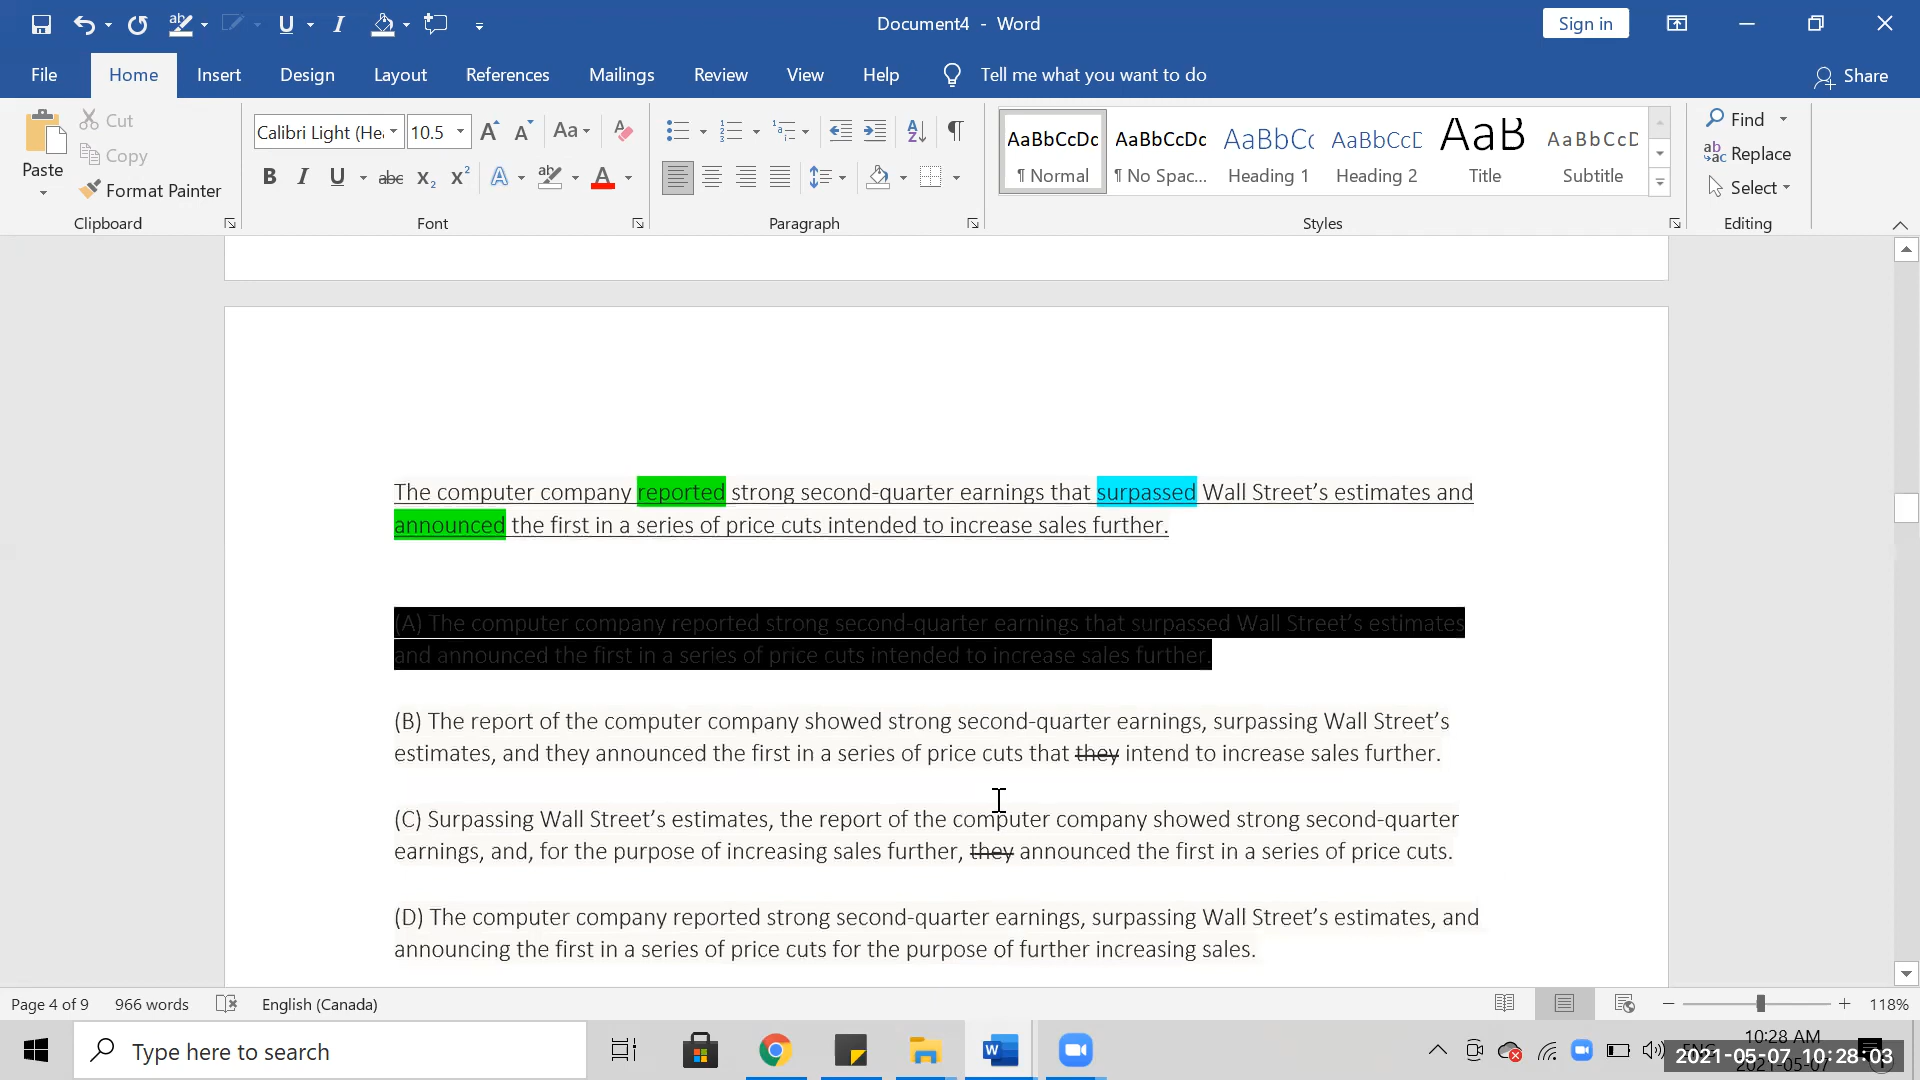 Document4 - Word
Sign in
File Home Insert Design Layout References Mailings Review View Help Tell me what you want to do Share
Paste
Cut
Copy
Format Painter
Clipboard
Calibri Light (He 10.5
Font
Paragraph
AaBbCcDc AaBbCcDc AaBbC AaBbCcD AaB AaBbCcD
¶ Normal ¶ No Spac... Heading 1 Heading 2 Title Subtitle
Styles
Find
Replace
Select
Editing
The computer company reported strong second-quarter earnings that surpassed Wall Street’s estimates and
announced the first in a series of price cuts intended to increase sales further.
(A) The computer company reported strong second-quarter earnings that surpassed Wall Street’s estimates
and announced the first in a series of price cuts intended to increase sales further.
(B) The report of the computer company showed strong second-quarter earnings, surpassing Wall Street’s
estimates, and they announced the first in a series of price cuts that they intend to increase sales further.
(C) Surpassing Wall Street’s estimates, the report of the computer company showed strong second-quarter
earnings, and, for the purpose of increasing sales further, they announced the first in a series of price cuts.
(D) The computer company reported strong second-quarter earnings, surpassing Wall Street’s estimates, and
announcing the first in a series of price cuts for the purpose of further increasing sales.
Page 4 of 9 966 words English (Canada) 118%
Type here to search
10:28 AM
2021-05-07 10:28:03